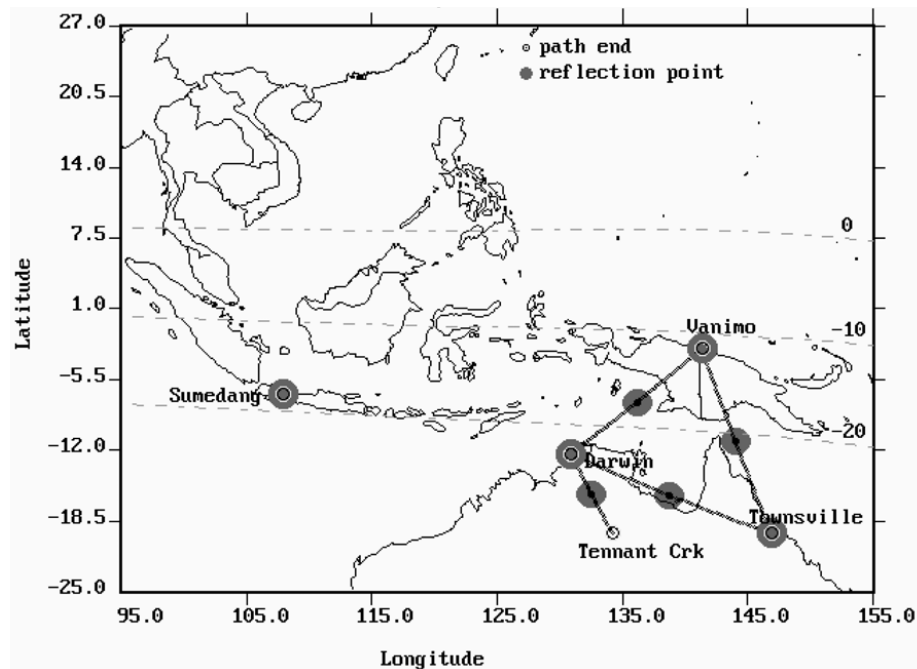 27.0
path end
reflection point
20.5
14.0
0
7.5
Latitude
1.0
Vanimo
-10
-5.5
Sumedang
-20
-12.0
Darwin
-18.5
Townsville
Tennant Crk
-25.0
95.0 105.0 115.0 125.0 135.0 145.0 155.0
Longitude